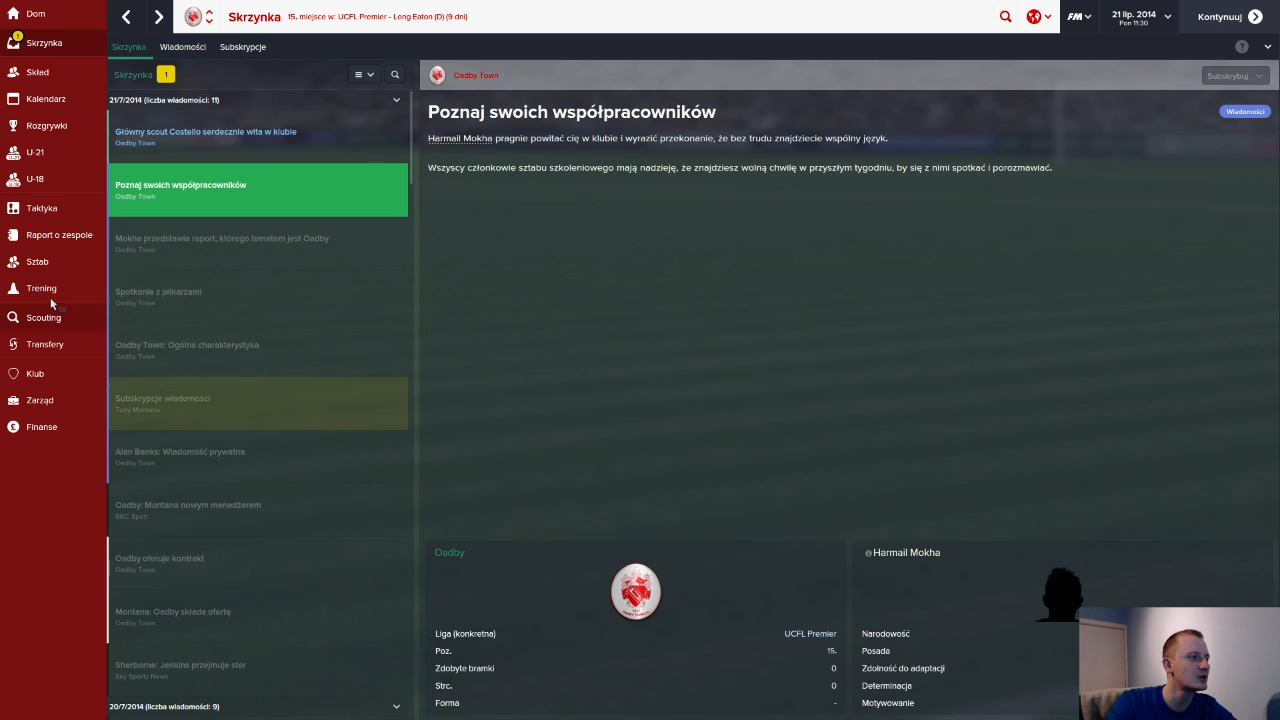 Dom
1
Skrzynka
Skład
Kalendarz
Rozgrywki
U-21
U-18
Taktyka
Raport o zespole
Sztab
Trening
Scouting
Transfery
Klub
Zarząd
Finanse
Skrzynka
15. miejsce w: UCFL Premier - Long Eaton (D) (9 dni)
FM
21 lip. 2014
Pon 11:30
Kontynuuj
Skrzynka Wiadomości Subskrypcje
?
Skrzynka 1
21/7/2014 (liczba wiadomości: 11)
Główny scout Costello serdecznie wita w klubie
Oadby Town
Poznaj swoich współpracowników
Oadby Town
Mokha przedstawia raport, którego tematem jest Oadby
Oadby Town
Spotkanie z piłkarzami
Oadby Town
Oadby Town: Ogólna charakterystyka
Oadby Town
Subskrypcje wiadomości
Tony Montana
Alan Banks: Wiadomość prywatna
Oadby Town
Oadby: Montana nowym menedżerem
BBC Sport
Oadby oferuje kontrakt
Oadby Town
Montana: Oadby składa ofertę
Oadby Town
Sherborne: Jenkins przejmuje ster
Sky Sports News
20/7/2014 (liczba wiadomości: 9)
Oadby Town
Subskrybuj
Poznaj swoich współpracowników
Wiadomości
Harmail Mokha pragnie powitać cię w klubie i wyrazić przekonanie, że bez trudu znajdziecie wspólny język.
Wszyscy członkowie sztabu szkoleniowego mają nadzieję, że znajdziesz wolną chwilę w przyszłym tygodniu, by się z nimi spotkać i porozmawiać.
Oadby
Liga (konkretna) UCFL Premier
Poz. 15.
Zdobyte bramki 0
Strc. 0
Forma -
Harmail Mokha
Narodowość
Posada
Zdolność do adaptacji
Determinacja
Motywowanie